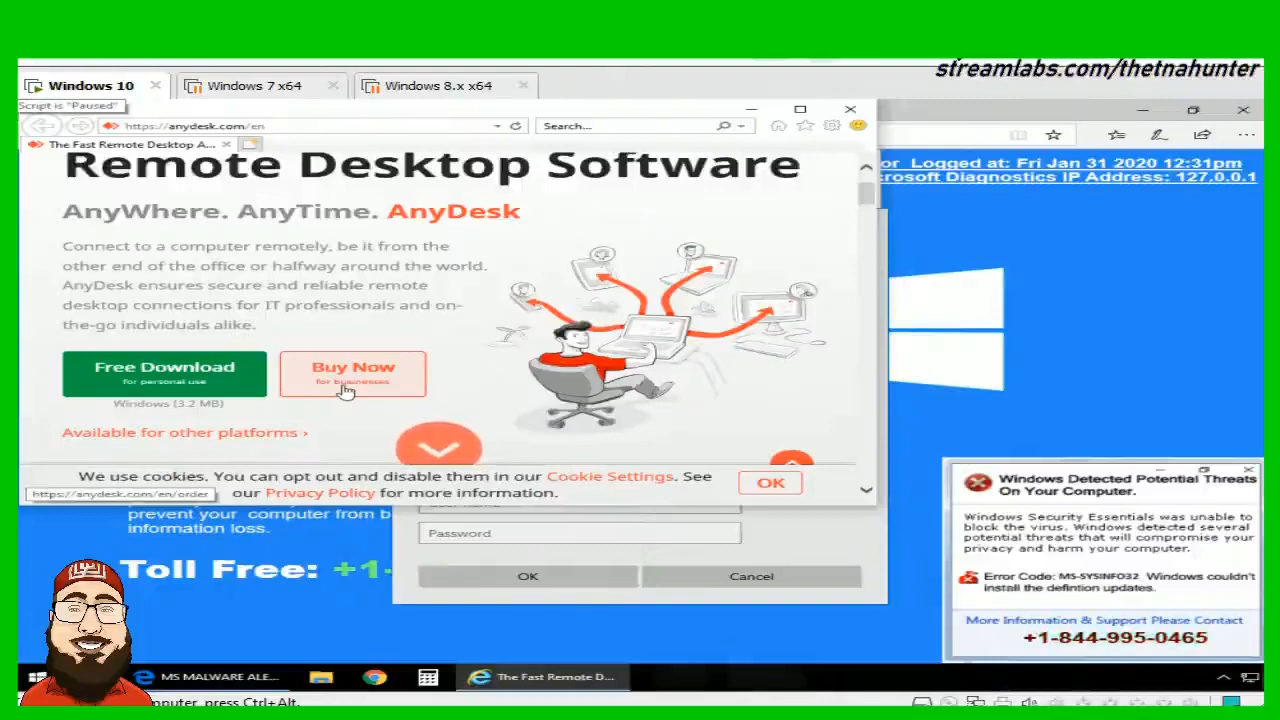 streamlabs.com/thetnahunter
Windows 10
Windows 7 x64
Windows 8.x x64
Script is "Paused"
https://anydesk.com/en
Search...
The Fast Remote Desktop A...
Remote Desktop Software
AnyWhere. AnyTime. AnyDesk
Connect to a computer remotely, be it from the
other end of the office or halfway around the world.
AnyDesk ensures secure and reliable remote
desktop connections for IT professionals and on-
the-go individuals alike.
Free Download
for personal use
Buy Now
for businesses
Windows (3.2 MB)
Available for other platforms ›
We use cookies. You can opt out and disable them in our Cookie Settings. See
our Privacy Policy for more information.
OK
https://anydesk.com/en/order
or Logged at: Fri Jan 31 2020 12:31pm
crosoft Diagnostics IP Address: 127.0.0.1
prevent your computer from b
information loss.
Toll Free: +1-
Password
OK
Cancel
Windows Detected Potential Threats
On Your Computer.
Windows Security Essentials was unable to
block the virus. Windows detected several
potential threats that will compromise your
privacy and harm your computer.
Error Code: MS-SYSINFO32 Windows couldn't
install the defintion updates.
More Information & Support Please Contact
+1-844-995-0465
MS MALWARE ALE...
The Fast Remote D...
mputer, press Ctrl+Alt.